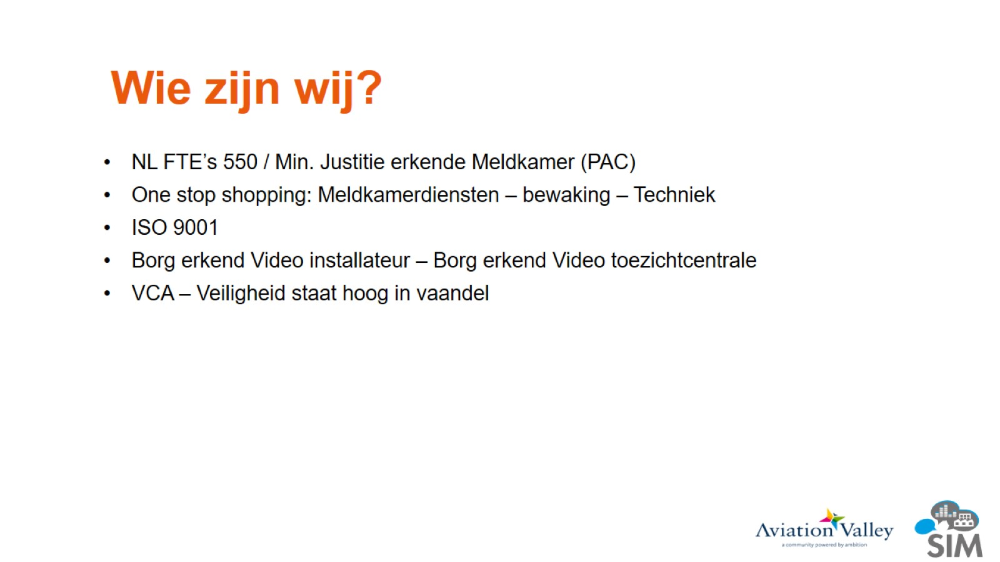 Wie zijn wij?
• NL FTE’s 550 / Min. Justitie erkende Meldkamer (PAC)
• One stop shopping: Meldkamerdiensten – bewaking – Techniek
• ISO 9001
• Borg erkend Video installateur – Borg erkend Video toezichtcentrale
• VCA – Veiligheid staat hoog in vaandel
Aviation Valley
a community powered by ambition
SIM